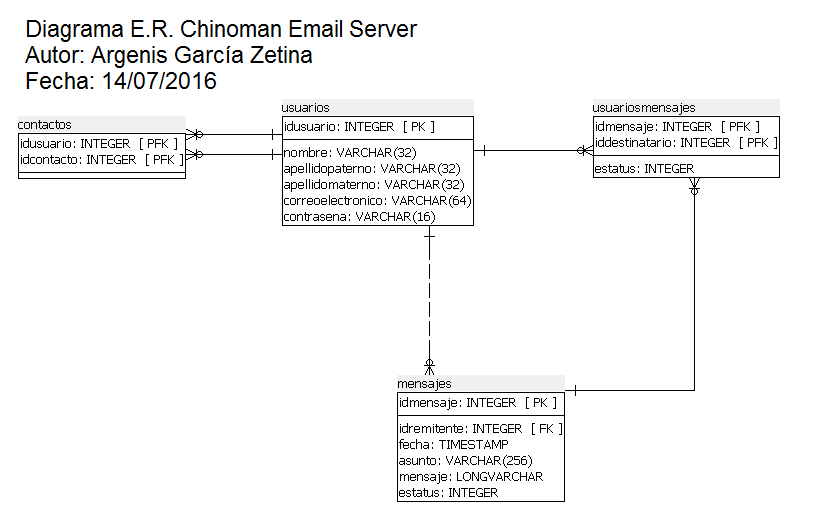 Diagrama E.R. Chinoman Email Server
Autor: Argenis García Zetina
Fecha: 14/07/2016
contactos
idusuario: INTEGER [ PFK ]
idcontacto: INTEGER [ PFK ]
usuarios
idusuario: INTEGER [ PK ]
nombre: VARCHAR(32)
apellidopaterno: VARCHAR(32)
apellidomaterno: VARCHAR(32)
correoelectronico: VARCHAR(64)
contrasena: VARCHAR(16)
usuariosmensajes
idmensaje: INTEGER [ PFK ]
iddestinatario: INTEGER [ PFK ]
estatus: INTEGER
mensajes
idmensaje: INTEGER [ PK ]
idremitente: INTEGER [ FK ]
fecha: TIMESTAMP
asunto: VARCHAR(256)
mensaje: LONGVARCHAR
estatus: INTEGER